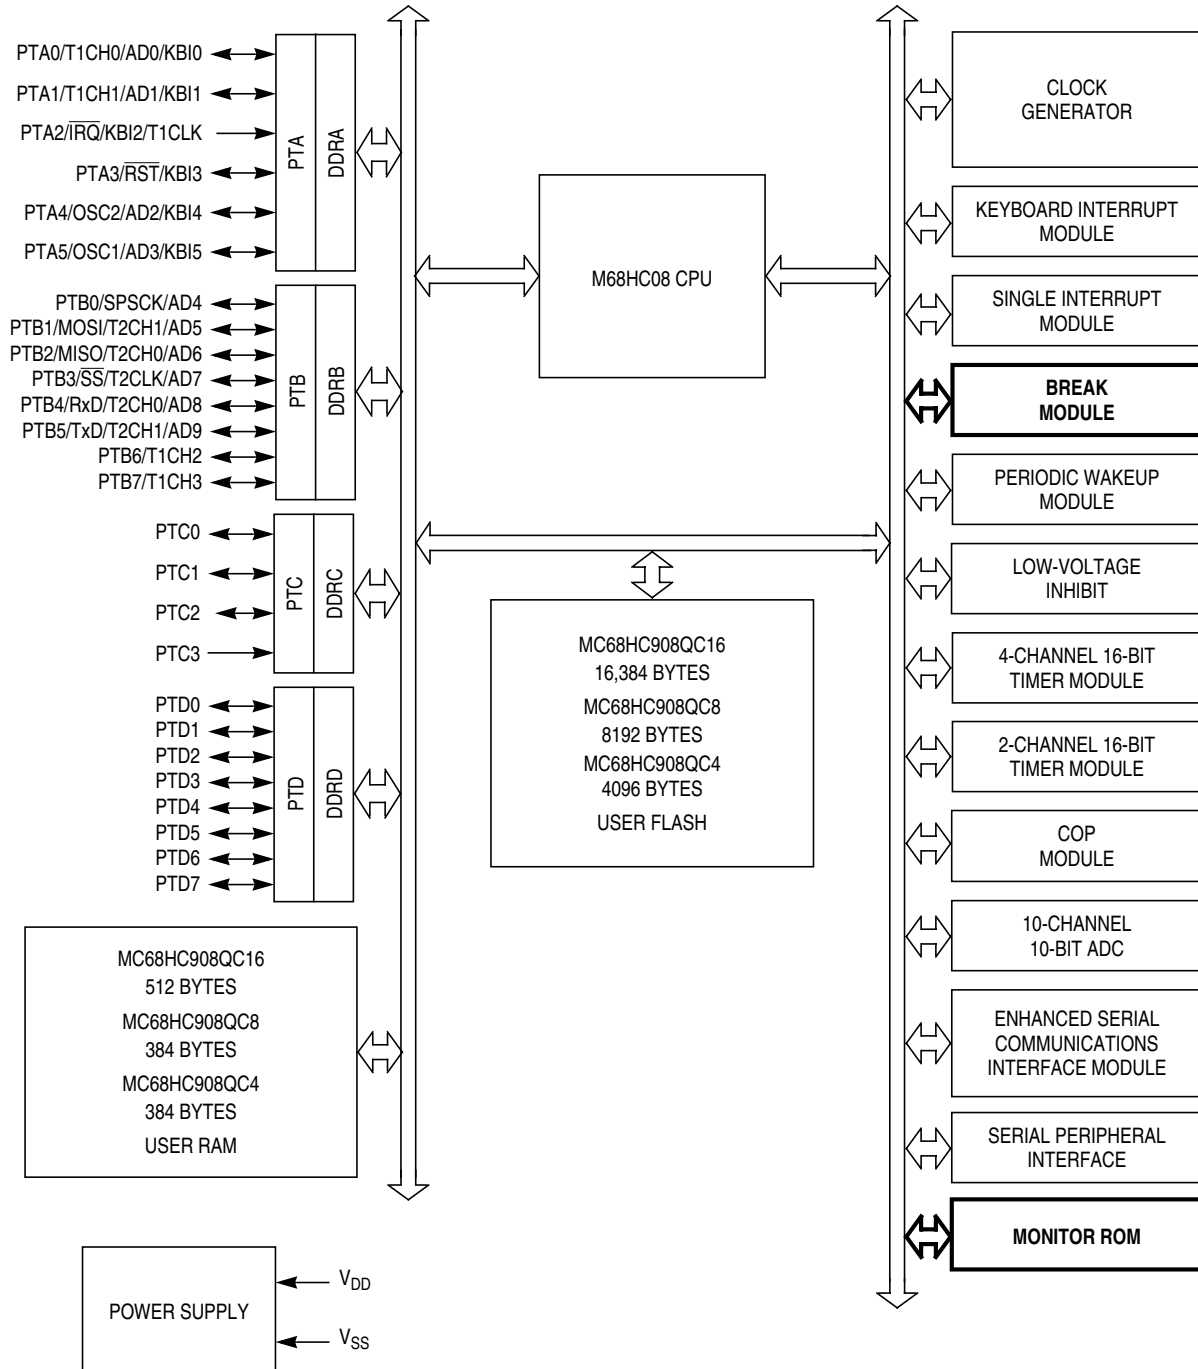 PTA0/T1CH0/AD0/KBI0
PTA1/T1CH1/AD1/KBI1
PTA2/IRQ/KBI2/T1CLK
PTA3/RST/KBI3
PTA4/OSC2/AD2/KBI4
PTA5/OSC1/AD3/KBI5
PTA
DDRA
PTB0/SPSCK/AD4
PTB1/MOSI/T2CH1/AD5
PTB2/MISO/T2CH0/AD6
PTB3/SS/T2CLK/AD7
PTB4/RxD/T2CH0/AD8
PTB5/TxD/T2CH1/AD9
PTB6/T1CH2
PTB7/T1CH3
PTB
DDRB
PTC0
PTC1
PTC2
PTC3
PTC
DDRC
PTD0
PTD1
PTD2
PTD3
PTD4
PTD5
PTD6
PTD7
PTD
DDRD
MC68HC908QC16
512 BYTES
MC68HC908QC8
384 BYTES
MC68HC908QC4
384 BYTES
USER RAM
POWER SUPPLY
VDD
VSS
M68HC08 CPU
MC68HC908QC16
16,384 BYTES
MC68HC908QC8
8192 BYTES
MC68HC908QC4
4096 BYTES
USER FLASH
CLOCK
GENERATOR
KEYBOARD INTERRUPT
MODULE
SINGLE INTERRUPT
MODULE
BREAK
MODULE
PERIODIC WAKEUP
MODULE
LOW-VOLTAGE
INHIBIT
4-CHANNEL 16-BIT
TIMER MODULE
2-CHANNEL 16-BIT
TIMER MODULE
COP
MODULE
10-CHANNEL
10-BIT ADC
ENHANCED SERIAL
COMMUNICATIONS
INTERFACE MODULE
SERIAL PERIPHERAL
INTERFACE
MONITOR ROM